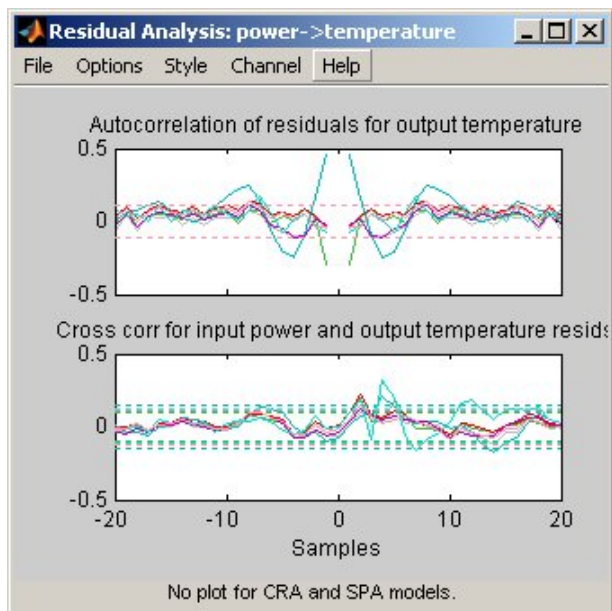 Residual Analysis: power->temperature
File Options Style Channel Help
Autocorrelation of residuals for output temperature
0.5
0
-0.5
Cross corr for input power and output temperature resids
0.5
0
-0.5
-20 -10 0 10 20
Samples
No plot for CRA and SPA models.